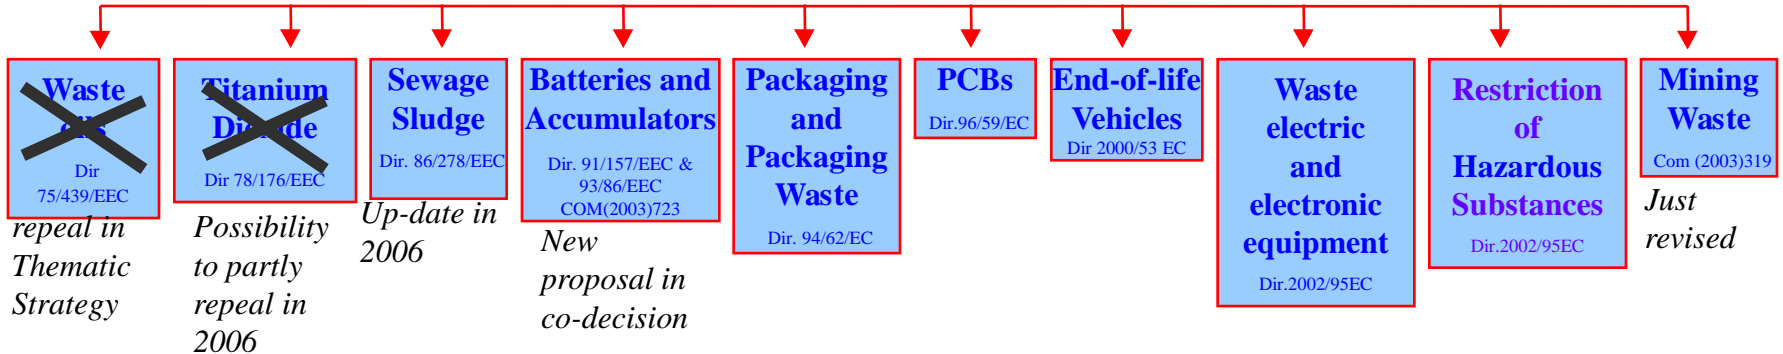 Waste
oils
Dir
75/439/EEC
repeal in
Thematic
Strategy
Titanium
Dioxide
Dir 78/176/EEC
Possibility
to partly
repeal in
2006
Sewage
Sludge
Dir. 86/278/EEC
Up-date in
2006
Batteries and
Accumulators
Dir. 91/157/EEC &
93/86/EEC
COM(2003)723
New
proposal in
co-decision
Packaging
and
Packaging
Waste
Dir. 94/62/EC
PCBs
Dir.96/59/EC
End-of-life
Vehicles
Dir 2000/53 EC
Waste
electric
and
electronic
equipment
Dir.2002/95EC
Restriction
of
Hazardous
Substances
Dir.2002/95EC
Mining
Waste
Com (2003)319
Just
revised